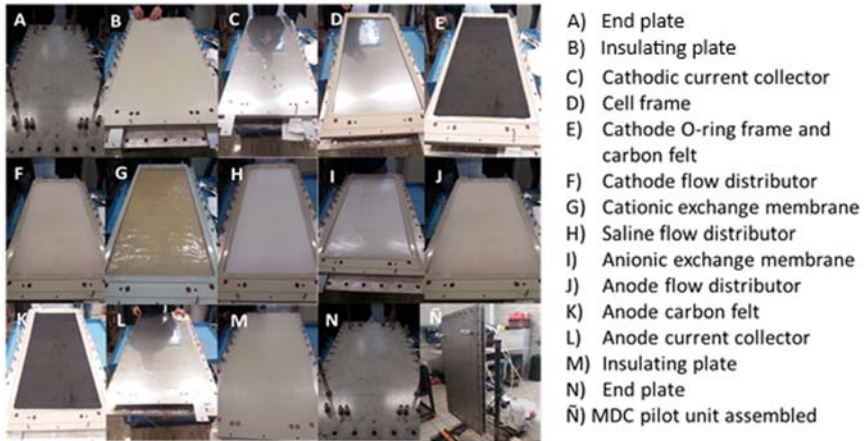 A
B
C
D
E
F
G
H
I
J
K
L
M
N
Ñ
A) End plate
B) Insulating plate
C) Cathodic current collector
D) Cell frame
E) Cathode O-ring frame and
carbon felt
F) Cathode flow distributor
G) Cationic exchange membrane
H) Saline flow distributor
I) Anionic exchange membrane
J) Anode flow distributor
K) Anode carbon felt
L) Anode current collector
M) Insulating plate
N) End plate
Ñ) MDC pilot unit assembled